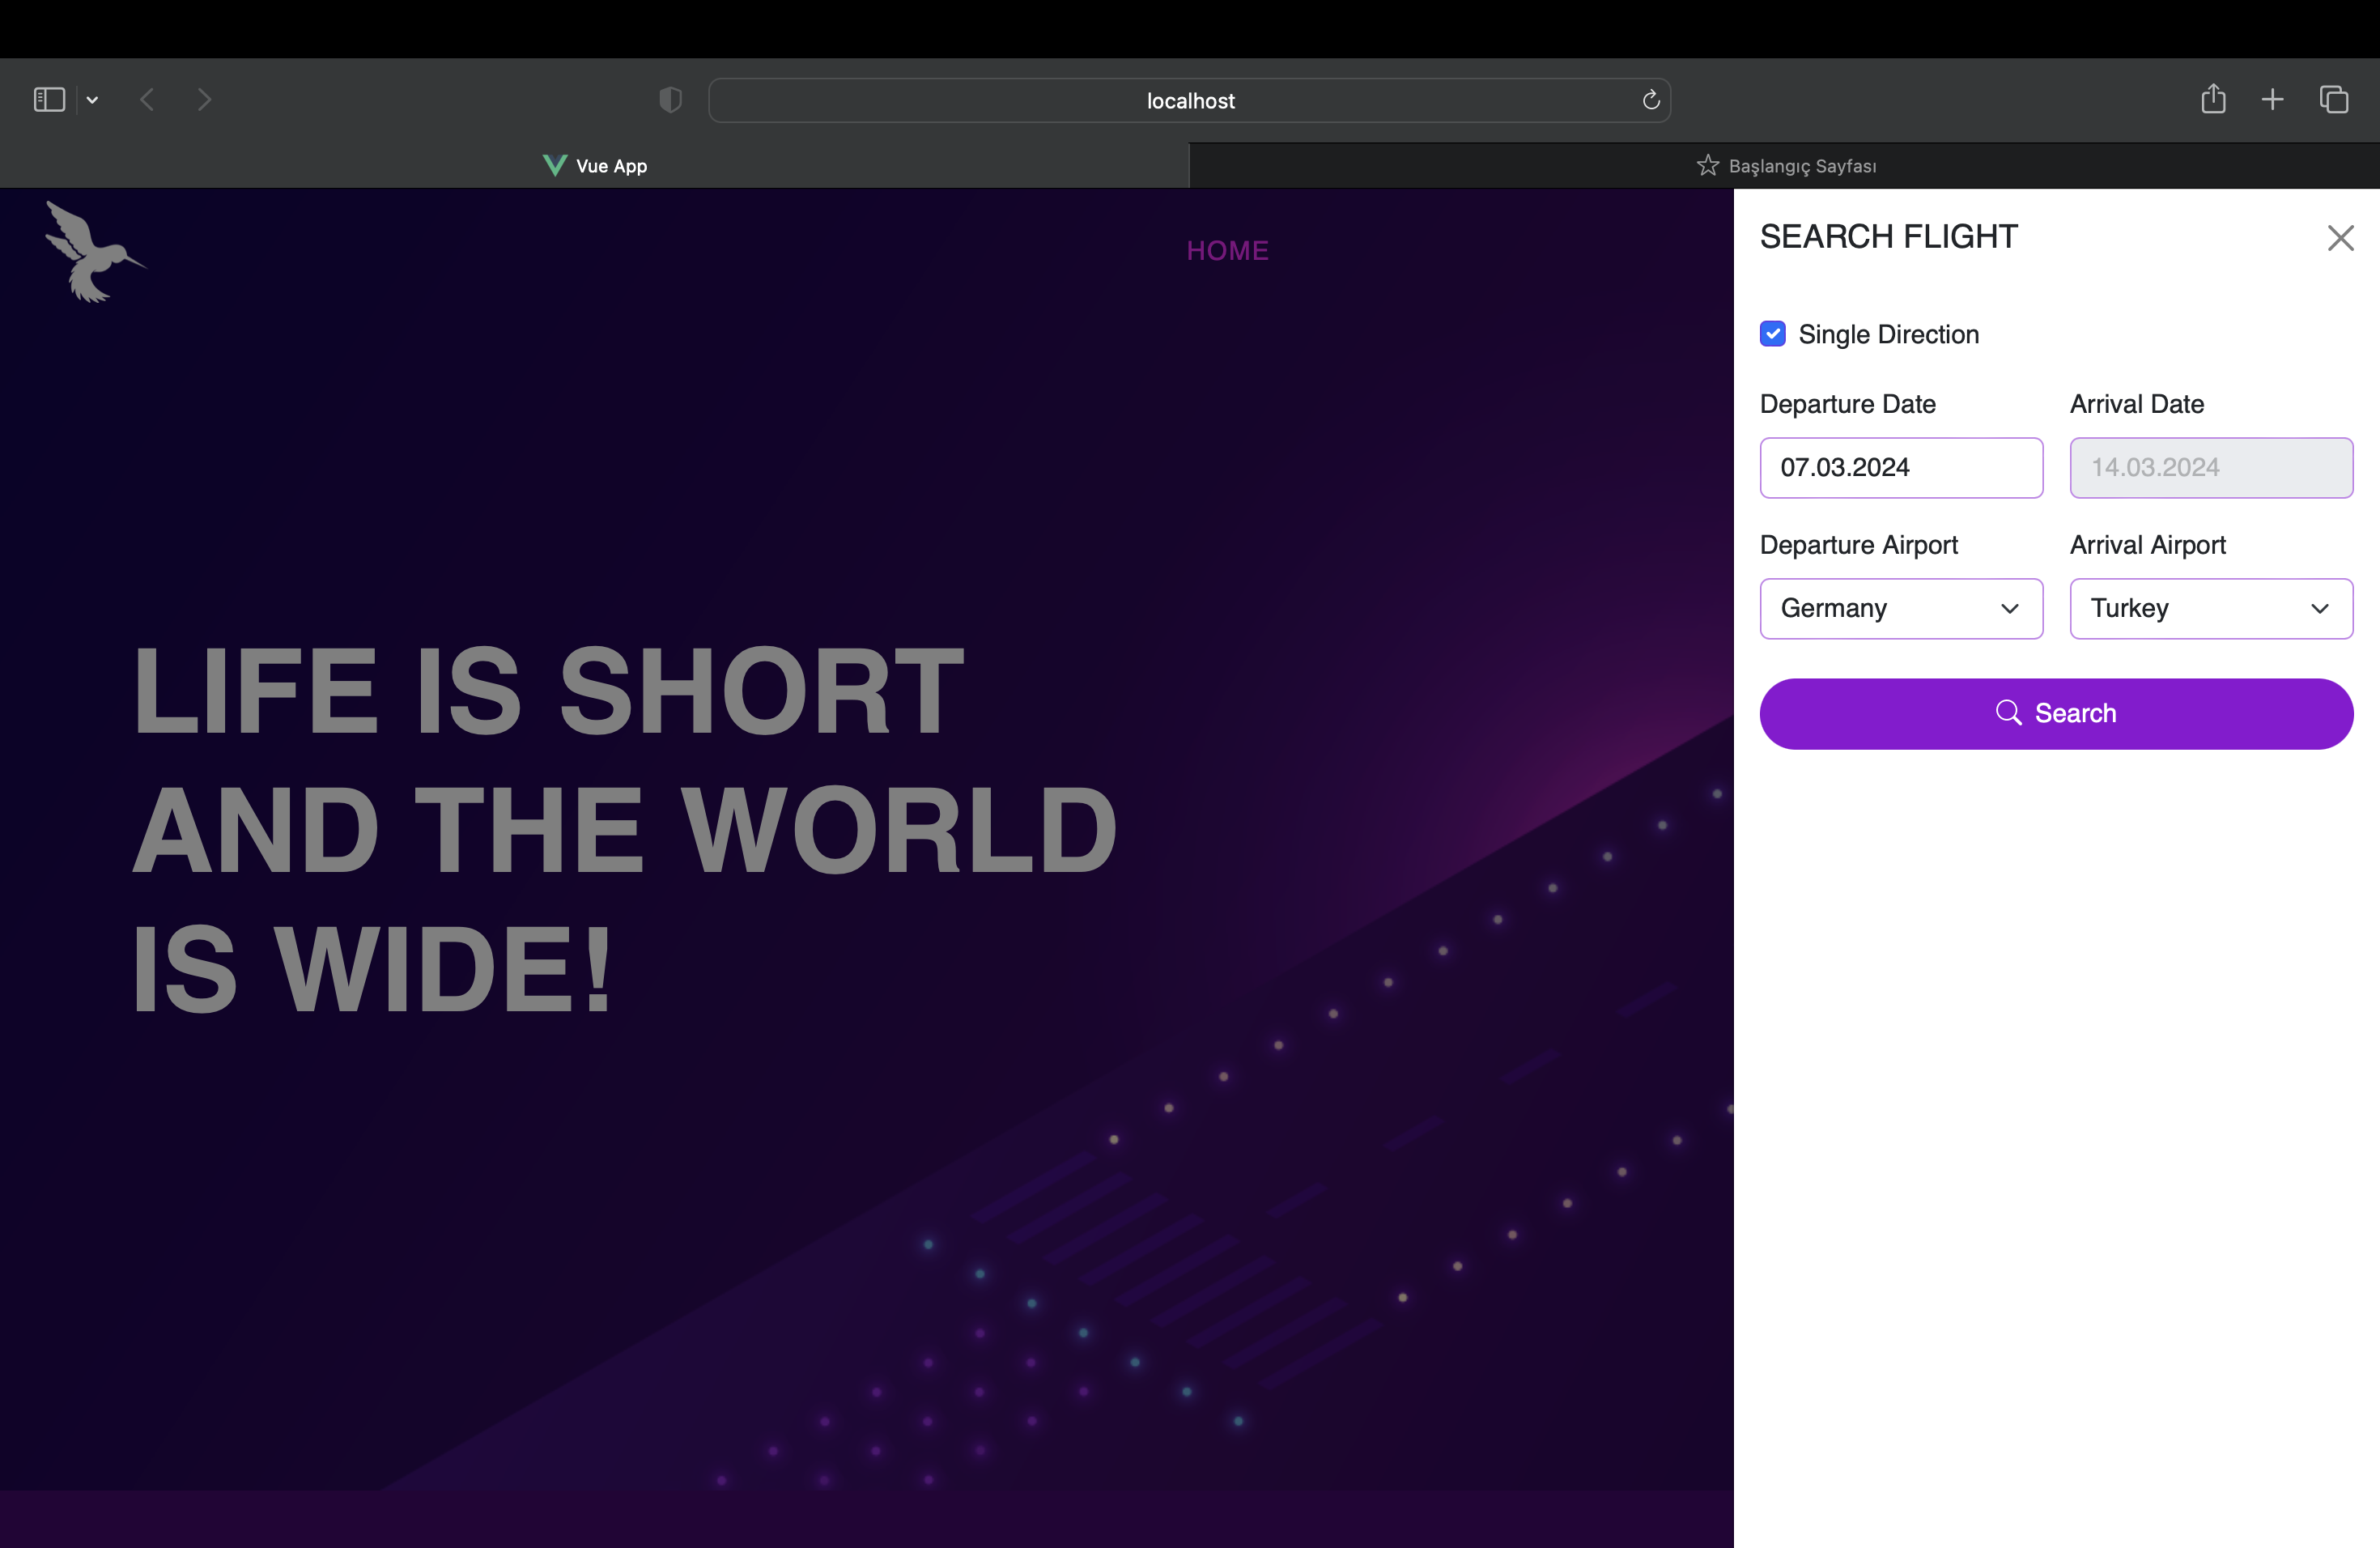 localhost
Vue App
Başlangıç Sayfası
HOME
LIFE IS SHORT
AND THE WORLD
IS WIDE!
SEARCH FLIGHT
Single Direction
Departure Date
Arrival Date
07.03.2024
14.03.2024
Departure Airport
Arrival Airport
Germany
Turkey
Search